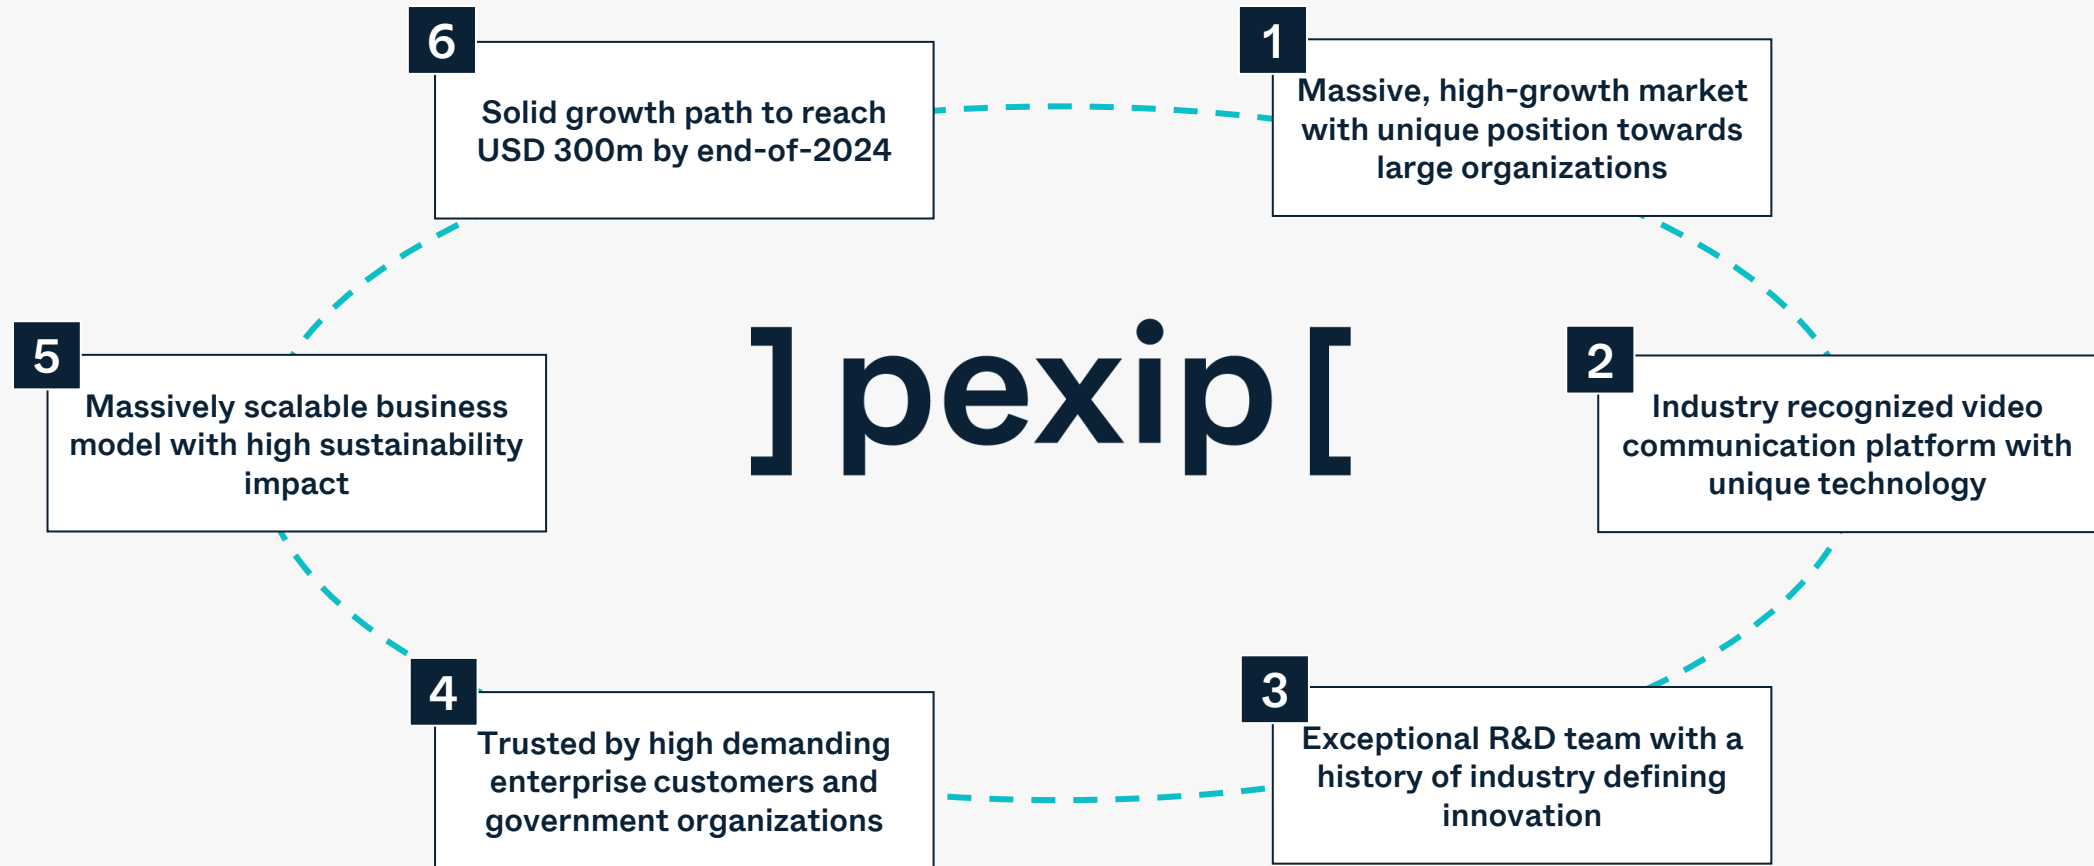 1
Massive, high-growth market
with unique position towards
large organizations
2
Industry recognized video
communication platform with
unique technology
3
Exceptional R&D team with a
history of industry defining
innovation
4
Trusted by high demanding
enterprise customers and
government organizations
5
Massively scalable business
model with high sustainability
impact
6
Solid growth path to reach
USD 300m by end-of-2024
]pexip[